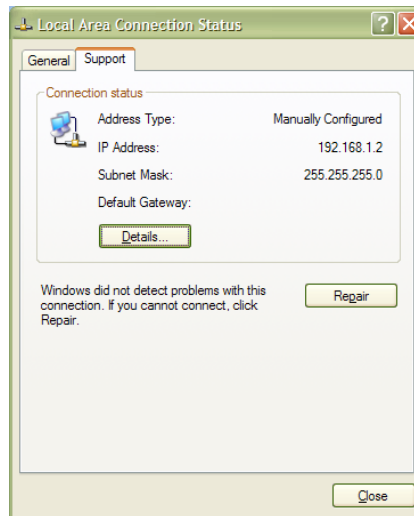 Local Area Connection Status
General Support
Connection status
Address Type: Manually Configured
IP Address: 192.168.1.2
Subnet Mask: 255.255.255.0
Default Gateway:
Details...
Windows did not detect problems with this
connection. If you cannot connect, click
Repair.
Repair
Close